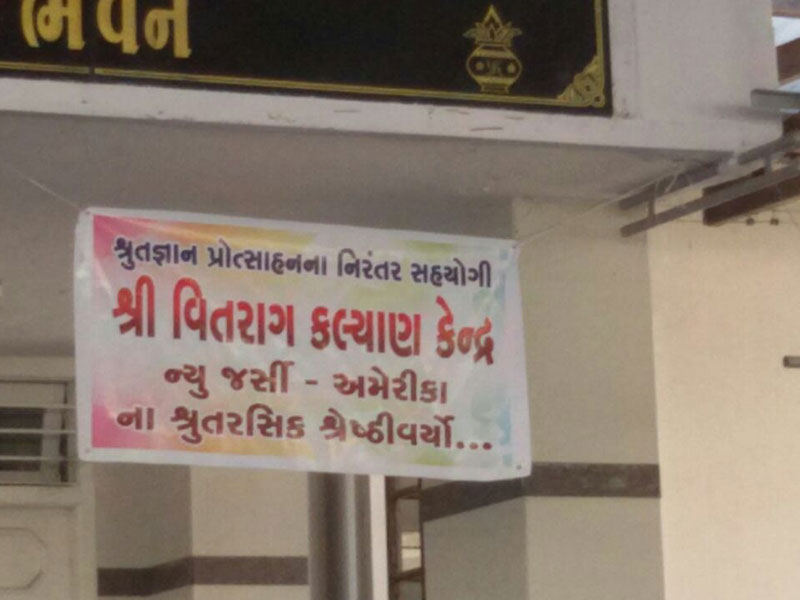 ભવન
શ્રુતજ્ઞાન પ્રોત્સાહનના નિરંતર સહયોગી
શ્રી વિતરાગ કલ્યાણ કેન્દ્ર
ન્યુ જર્સી - અમેરીકા
ના શ્રુતરસિક શ્રેષ્ઠીવર્યો...